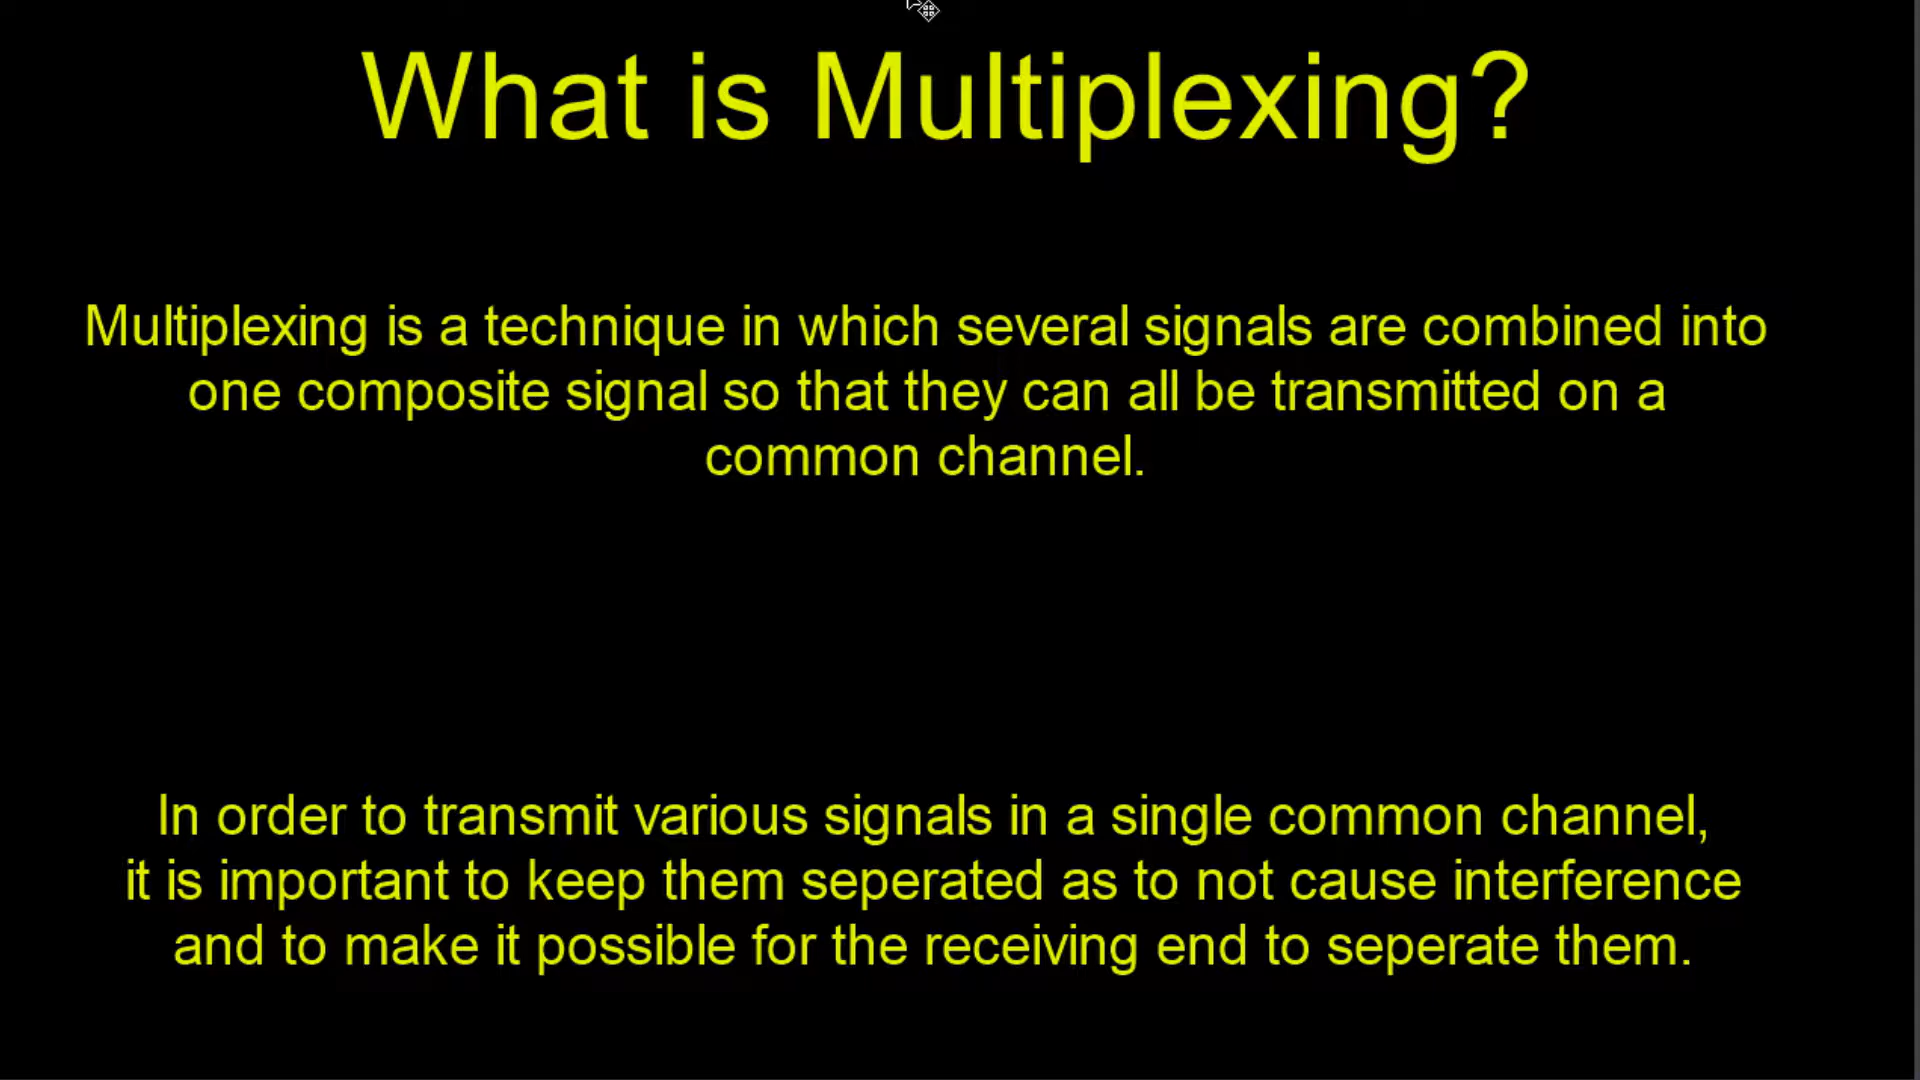 What is Multiplexing?
Multiplexing is a technique in which several signals are combined into
one composite signal so that they can all be transmitted on a
common channel.
In order to transmit various signals in a single common channel,
it is important to keep them seperated as to not cause interference
and to make it possible for the receiving end to seperate them.